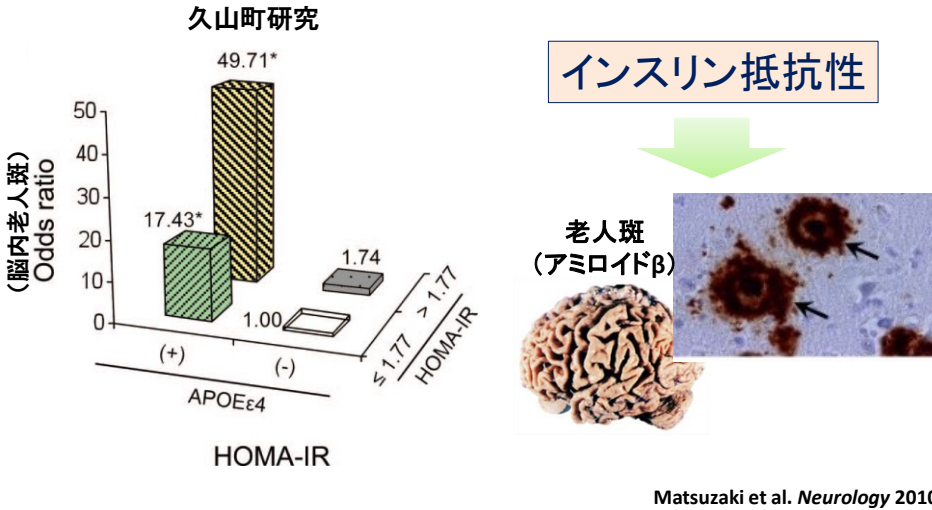 久山町研究
49.71*
50
40
30
20
10
0
(脳内老人斑)
Odds ratio
17.43*
1.74
1.00
(+)
(-)
APOEε4
≤ 1.77
> 1.77
HOMA-IR
HOMA-IR
インスリン抵抗性
老人斑
(アミロイドβ)
Matsuzaki et al. Neurology 2010